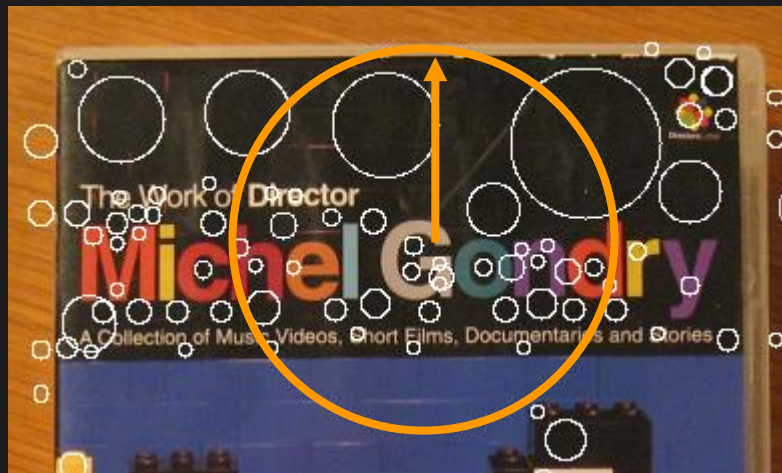 The Work of Director
Michel Gondry
A Collection of Music Videos, Short Films, Documentaries and Stories